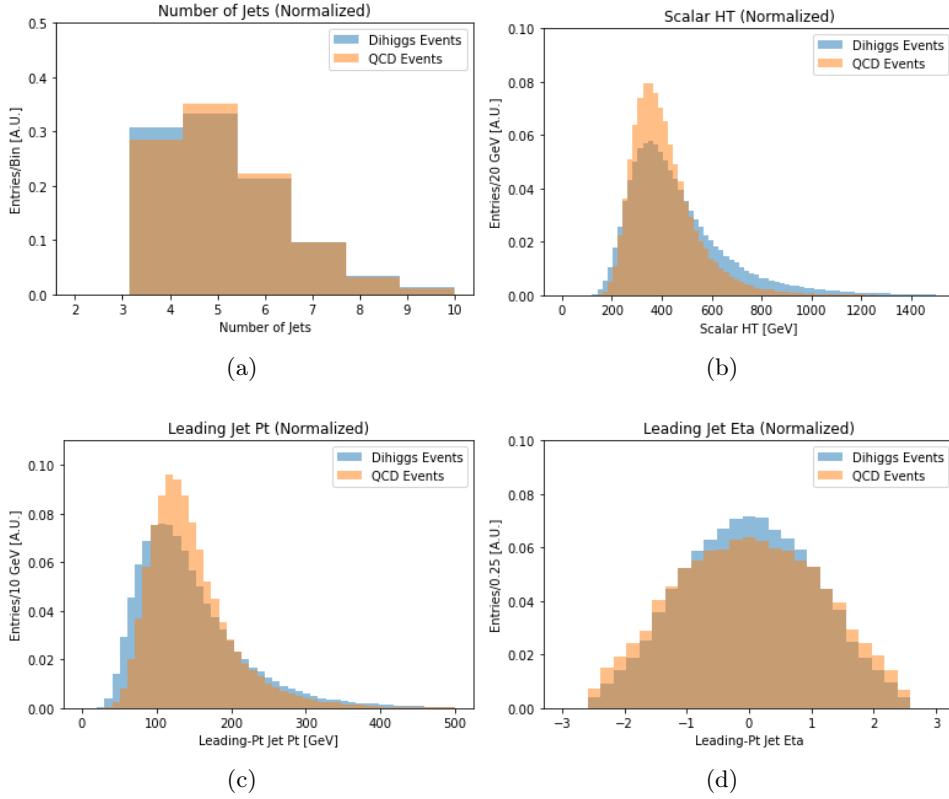 Number of Jets (Normalized)
Entries/Bin [A.U.]
0.5
0.4
0.3
0.2
0.1
0.0
Dihiggs Events
QCD Events
2 3 4 5 6 7 8 9 10
Number of Jets
(a)
Scalar HT (Normalized)
Entries/20 GeV [A.U.]
0.10
0.08
0.06
0.04
0.02
0.00
Dihiggs Events
QCD Events
0 200 400 600 800 1000 1200 1400
Scalar HT [GeV]
(b)
Leading Jet Pt (Normalized)
Entries/10 GeV [A.U.]
0.10
0.08
0.06
0.04
0.02
0.00
Dihiggs Events
QCD Events
0 100 200 300 400 500
Leading-Pt Jet Pt [GeV]
(c)
Leading Jet Eta (Normalized)
Entries/0.25 [A.U.]
0.10
0.08
0.06
0.04
0.02
0.00
Dihiggs Events
QCD Events
−3 −2 −1 0 1 2 3
Leading-Pt Jet Eta
(d)